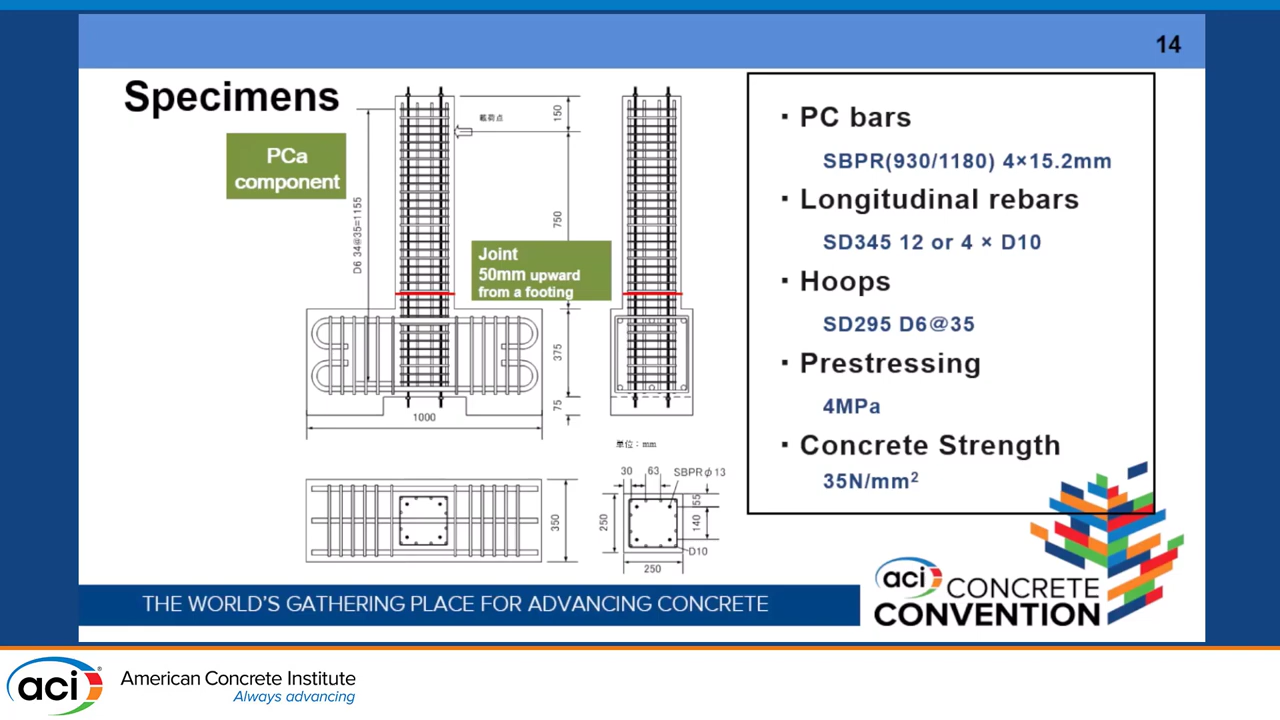 14
Specimens
PCa
component
載荷点
150
750
D6 34@35=1155
Joint
50mm upward
from a footing
375
75
1000
単位：mm
30 63 SBPRφ13
55
140
250
D10
250
350
・PC bars
SBPR(930/1180) 4×15.2mm
・Longitudinal rebars
SD345 12 or 4 × D10
・Hoops
SD295 D6@35
・Prestressing
4MPa
・Concrete Strength
35N/mm²
THE WORLD'S GATHERING PLACE FOR ADVANCING CONCRETE
aci CONCRETE
CONVENTION
aci® American Concrete Institute
Always advancing